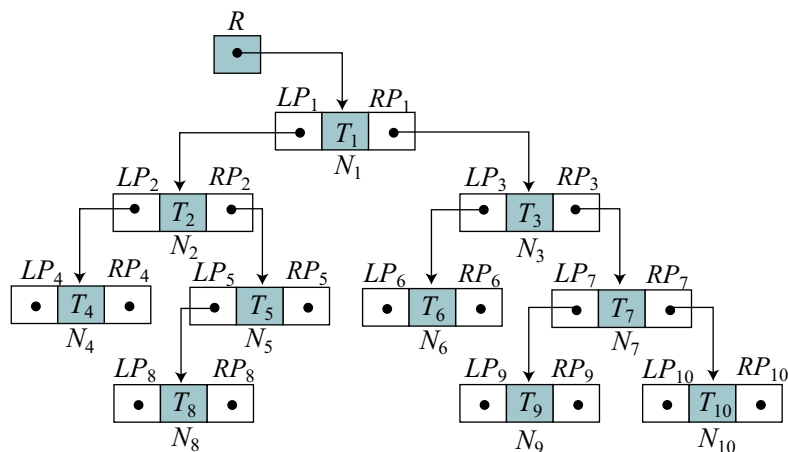 R
LP1 RP1
T1
N1
LP2 RP2 LP3 RP3
T2 T3
N2 N3
LP4 RP4 LP5 RP5 LP6 RP6 LP7 RP7
T4 T5 T6 T7
N4 N5 N6 N7
LP8 RP8 LP9 RP9 LP10 RP10
T8 T9 T10
N8 N9 N10